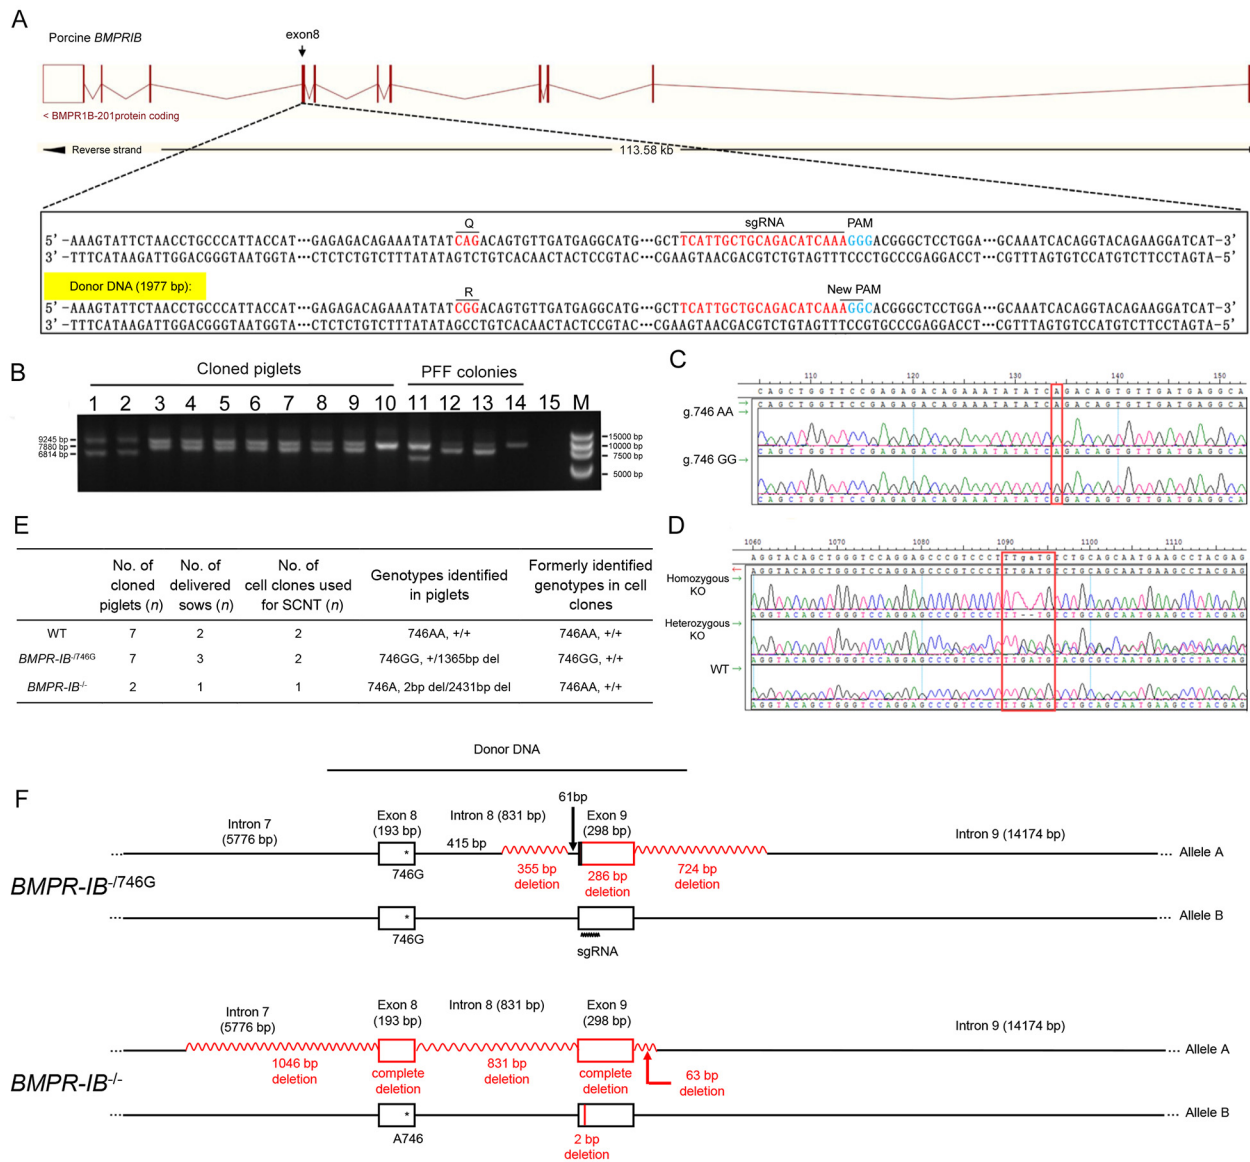 A
Porcine BMPRIB
exon8
< BMPR1B-201protein coding
Reverse strand
113.58 kb
Q
sgRNA
PAM
5’ -AAAGTATTCTAACCTGCCCATTACCAT···GAGAGACAGAAATATATCAGACAGTGTTGATGAGGCATG···GCTTCATTGCTGCAGACATCAAAGGGACGGGCTCCTGGA···GCAAATCACAGGTACAGAAGGATCAT-3’
3’ -TTTCATAAGATTGGACGGGTAATGGTA···CTCTCTGTCTTTATATAGTCTGTCACAACTACTCCGTAC···CGAAGTAACGACGTCTGTAGTTTCCCTGCCCGAGGACCT···CGTTTAGTGTCCATGTCTTCCTAGTA-5’
Donor DNA (1977 bp):
R
New PAM
5’ -AAAGTATTCTAACCTGCCCATTACCAT···GAGAGACAGAAATATATCGGACAGTGTTGATGAGGCATG···GCTTCATTGCTGCAGACATCAAAGGCACGGGCTCCTGGA···GCAAATCACAGGTACAGAAGGATCAT-3’
3’ -TTTCATAAGATTGGACGGGTAATGGTA···CTCTCTGTCTTTATATAGCCTGTCACAACTACTCCGTAC···CGAAGTAACGACGTCTGTAGTTTCCGTGCCCGAGGACCT···CGTTTAGTGTCCATGTCTTCCTAGTA-5’
B
Cloned piglets
PFF colonies
1 2 3 4 5 6 7 8 9 10 11 12 13 14 15 M
9245 bp
7880 bp
6814 bp
15000 bp
10000 bp
7500 bp
5000 bp
C
110 120 130 140 150
CAGCTGGTTCCGAGAGACAGAAATATATCAGACAGTGTTGATGAGGCA
CAGCTGGTTCCGAGAGACAGAAATATATCAGACAGTGTTGATGAGGCA
g.746 AA
CAGCTGGTTCCGAGAGACAGAAATATATCAGACAGTGTTGATGAGGCA
g.746 GG
CAGCTGGTTCCGAGAGACAGAAATATATCGGACAGTGTTGATGAGGCA
D
1060 1070 1080 1090 1100 1110
AGGTACAGCTGGGTCCAGGAGCCCGTCCCTTTgaTGTCTGCAGCAATGAAGCCTACGAG
AGGTACAGCTGGGTCCAGGAGCCCGTCCCTTTGATGTCTGCAGCAATGAAGCCTACGAG
Homozygous
KO
AGGTACAGCTGGGTCCAGGAGCCCGTCCCTTT--TGTCTGCAGCAATGAAGCCTACGAG
Heterozygous
KO
WT
AGGTACAGCTGGGTCCAGGAGCCCGTCCCTTTGATGTCTGCAGCAATGAAGCCTACGAG
E
No. of cloned piglets (n) No. of delivered sows (n) No. of cell clones used for SCNT (n) Genotypes identified in piglets Formerly identified genotypes in cell clones
WT 7 2 2 746AA, +/+ 746AA, +/+
BMPR-IB-/746G 7 3 2 746GG, +/1365bp del 746GG, +/+
BMPR-IB-/- 2 1 1 746A, 2bp del/2431bp del 746AA, +/+
Donor DNA
F
61bp
Intron 7
(5776 bp)
Exon 8
(193 bp)
Intron 8 (831 bp)
415 bp
Exon 9
(298 bp)
Intron 9 (14174 bp)
··· * ··· Allele A
746G
355 bp
deletion
286 bp
deletion
724 bp
deletion
BMPR-IB-/746G
··· * ··· Allele B
746G
sgRNA
Intron 7
(5776 bp)
Exon 8
(193 bp)
Intron 8 (831 bp)
Exon 9
(298 bp)
Intron 9 (14174 bp)
··· ··· Allele A
1046 bp
deletion
complete
deletion
831 bp
deletion
complete
deletion
63 bp
deletion
BMPR-IB-/-
··· * ··· Allele B
A746
2 bp
deletion